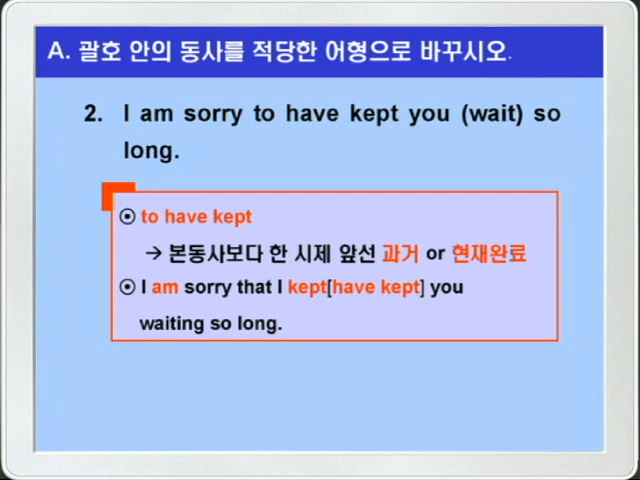 A. 괄호 안의 동사를 적당한 어형으로 바꾸시오.
2. I am sorry to have kept you (wait) so
long.
⊙ to have kept
→ 본동사보다 한 시제 앞선 과거 or 현재완료
⊙ I am sorry that I kept[have kept] you
waiting so long.